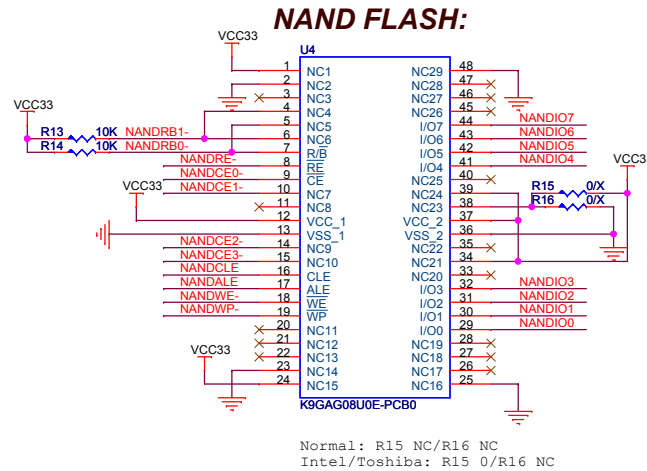 NAND FLASH:
U4
VCC33
1 NC1 NC29 48
2 NC2 NC28 47
3 NC3 NC27 46
4 NC4 NC26 45
5 NC5 I/O7 44 NANDIO7
VCC33
R13 10K NANDRB1- 6 NC6 I/O6 43 NANDIO6
R14 10K NANDRB0- 7 R/B I/O5 42 NANDIO5
NANDRE- 8 RE I/O4 41 NANDIO4
NANDCE0- 9 CE NC25 40
VCC3
NANDCE1- 10 NC7 NC24 39
R15 0/X
VCC33
11 NC8 NC23 38
R16 0/X
12 VCC_1 VCC_2 37
13 VSS_1 VSS_2 36
NANDCE2- 14 NC9 NC22 35
NANDCE3- 15 NC10 NC21 34
NANDCLE 16 CLE NC20 33
NANDALE 17 ALE I/O3 32 NANDIO3
NANDWE- 18 WE I/O2 31 NANDIO2
NANDWP- 19 WP I/O1 30 NANDIO1
20 NC11 I/O0 29 NANDIO0
21 NC12 NC19 28
22 NC13 NC18 27
VCC33
23 NC14 NC17 26
24 NC15 NC16 25
K9GAG08U0E-PCB0
Normal: R15 NC/R16 NC
Intel/Toshiba: R15 0/R16 NC